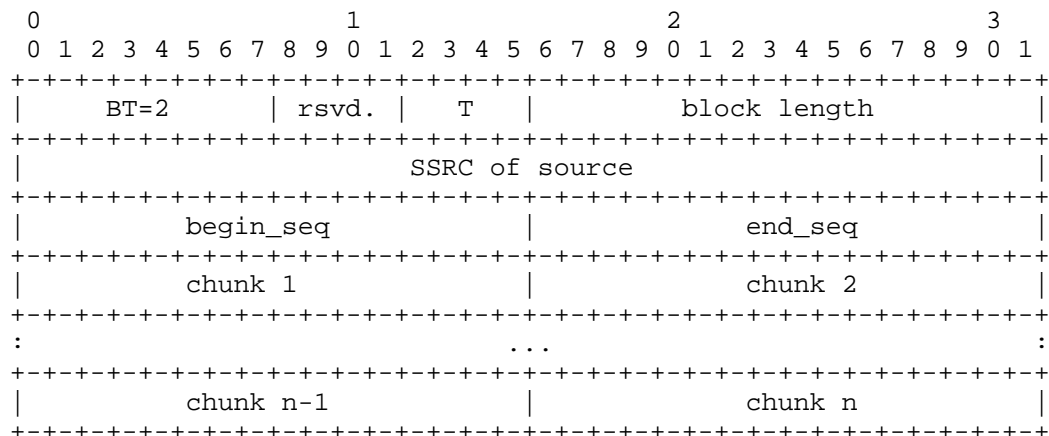 0                   1                   2                   3
 0 1 2 3 4 5 6 7 8 9 0 1 2 3 4 5 6 7 8 9 0 1 2 3 4 5 6 7 8 9 0 1
+-+-+-+-+-+-+-+-+-+-+-+-+-+-+-+-+-+-+-+-+-+-+-+-+-+-+-+-+-+-+-+-+
|     BT=2      | rsvd. |   T   |         block length          |
+-+-+-+-+-+-+-+-+-+-+-+-+-+-+-+-+-+-+-+-+-+-+-+-+-+-+-+-+-+-+-+-+
|                        SSRC of source                         |
+-+-+-+-+-+-+-+-+-+-+-+-+-+-+-+-+-+-+-+-+-+-+-+-+-+-+-+-+-+-+-+-+
|          begin_seq            |             end_seq           |
+-+-+-+-+-+-+-+-+-+-+-+-+-+-+-+-+-+-+-+-+-+-+-+-+-+-+-+-+-+-+-+-+
|          chunk 1              |             chunk 2           |
+-+-+-+-+-+-+-+-+-+-+-+-+-+-+-+-+-+-+-+-+-+-+-+-+-+-+-+-+-+-+-+-+
:                              ...                              :
+-+-+-+-+-+-+-+-+-+-+-+-+-+-+-+-+-+-+-+-+-+-+-+-+-+-+-+-+-+-+-+-+
|          chunk n-1            |             chunk n           |
+-+-+-+-+-+-+-+-+-+-+-+-+-+-+-+-+-+-+-+-+-+-+-+-+-+-+-+-+-+-+-+-+